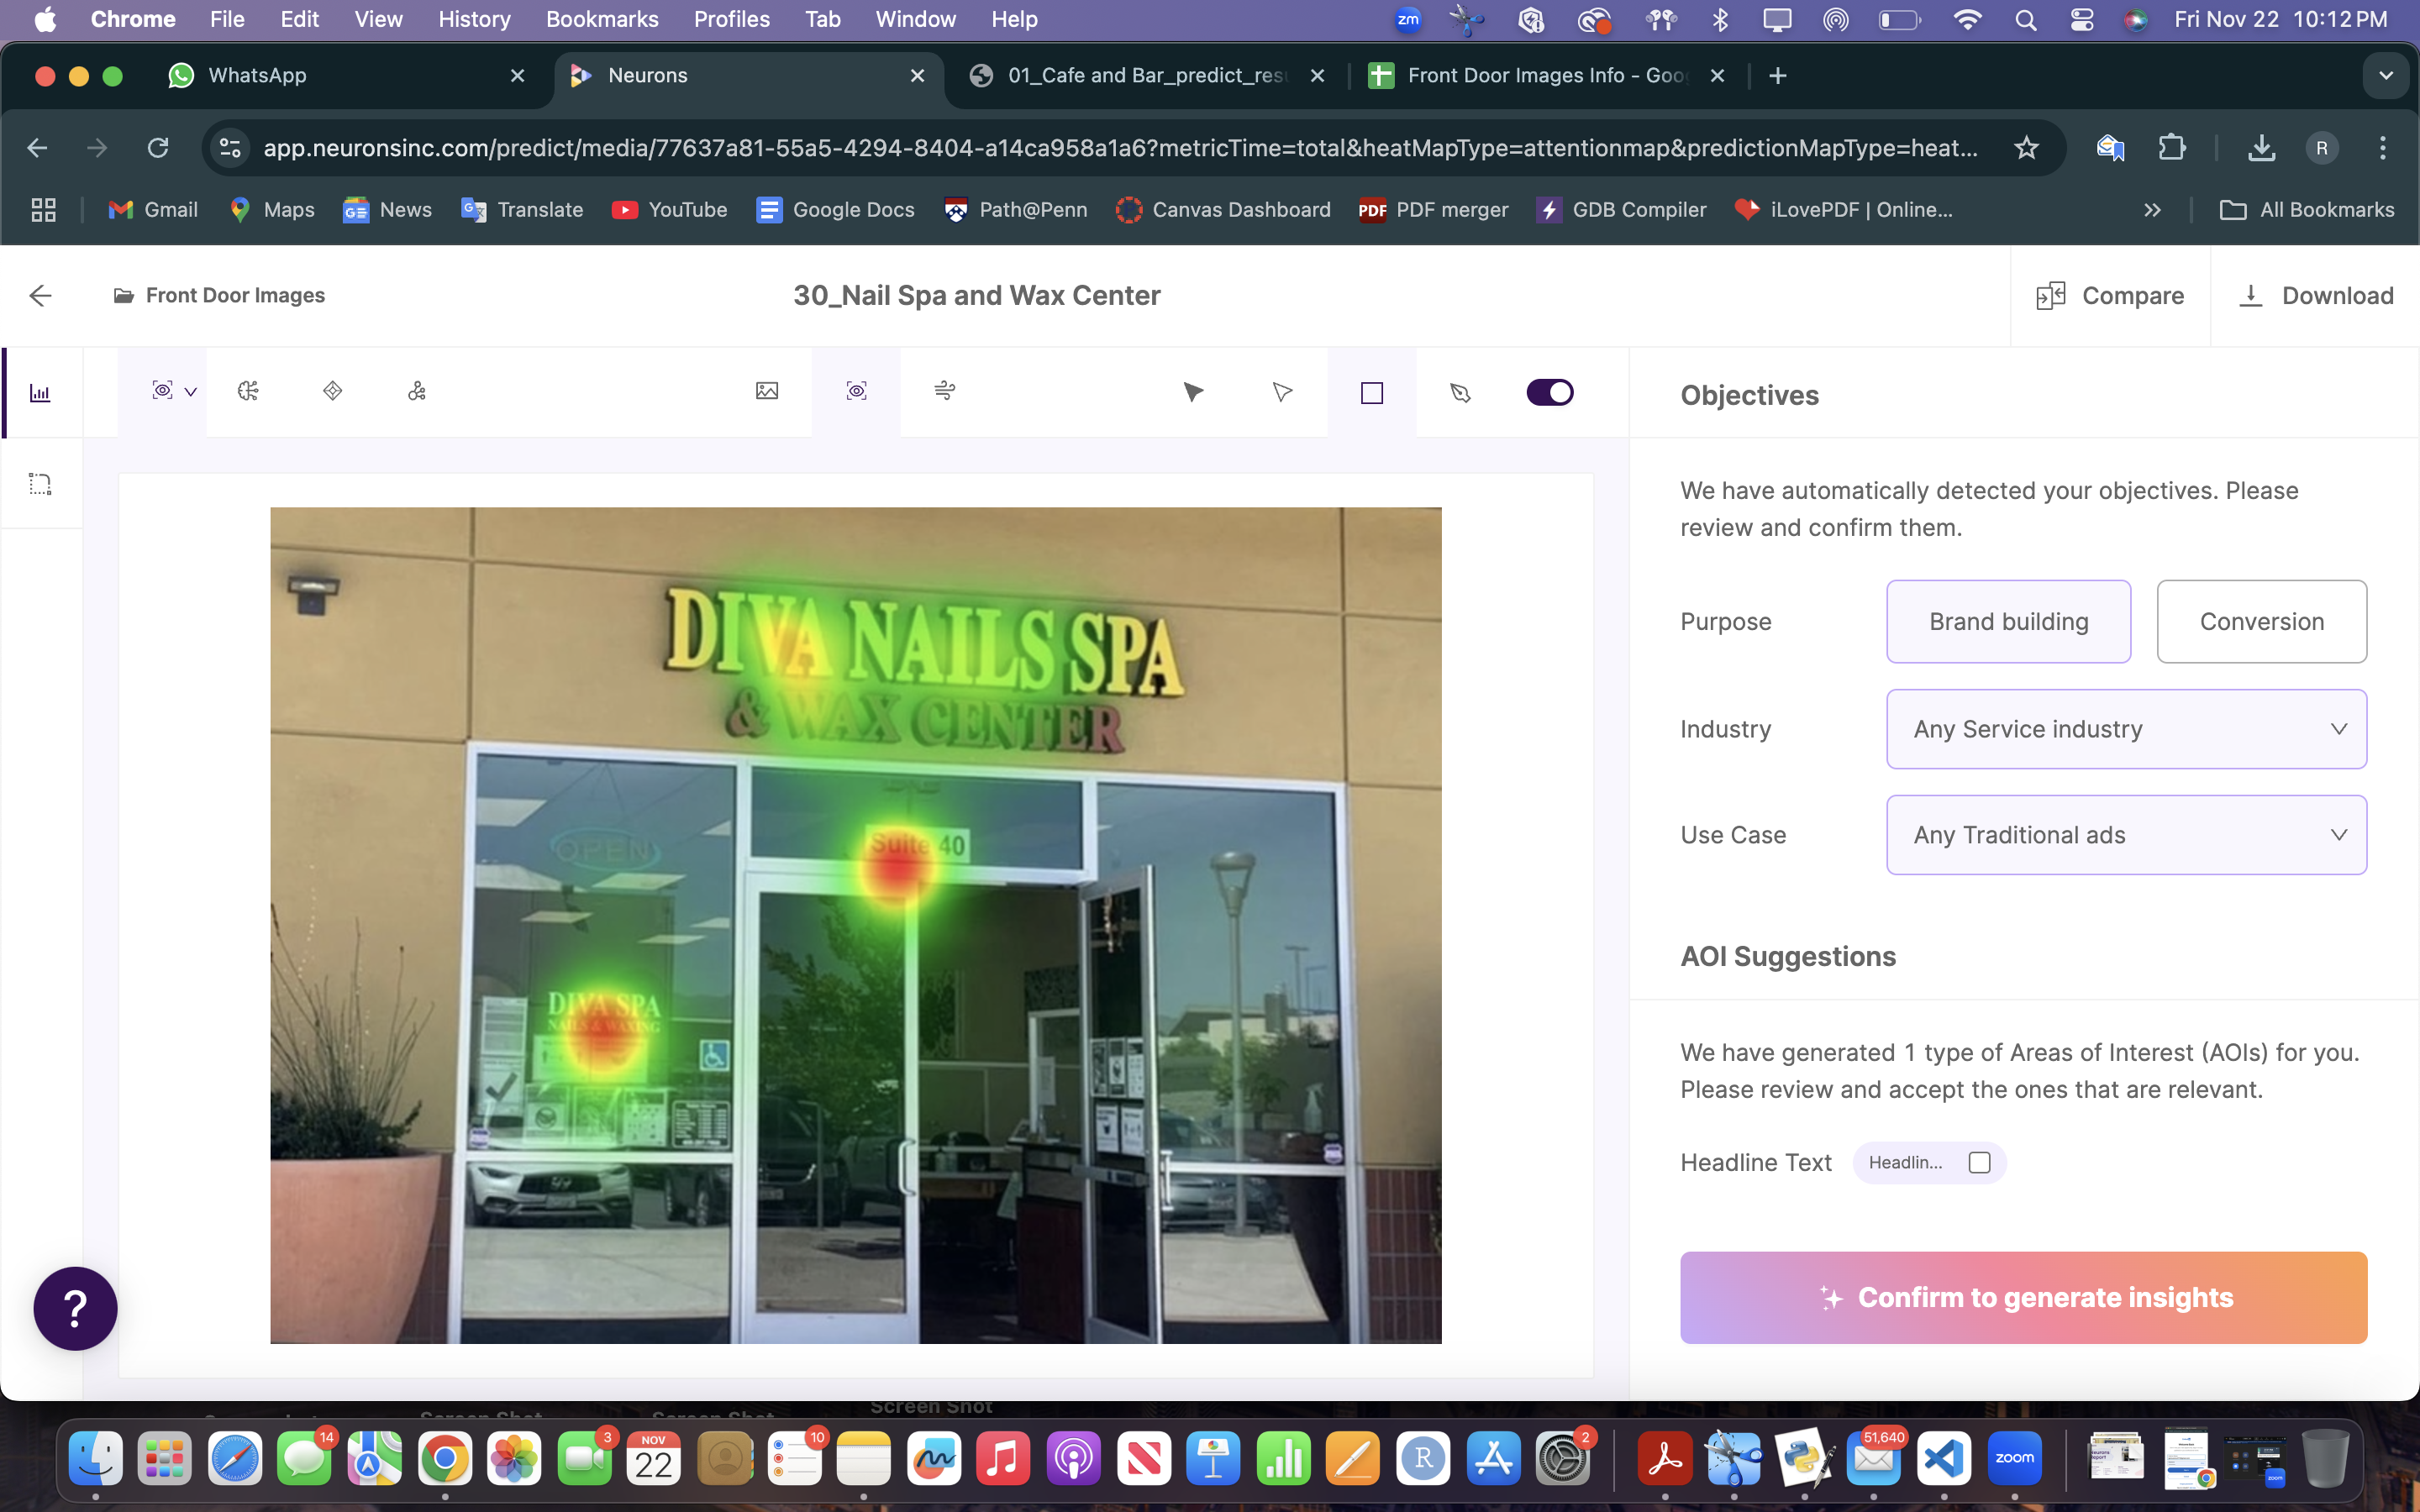 Chrome File Edit View History Bookmarks Profiles Tab Window Help zm Fri Nov 22 10:12 PM
WhatsApp Neurons 01_Cafe and Bar_predict_resu Front Door Images Info - Goo
app.neuronsinc.com/predict/media/77637a81-55a5-4294-8404-a14ca958a1a6?metricTime=total&heatMapType=attentionmap&predictionMapType=heat... R
Gmail Maps News Translate YouTube Google Docs Path@Penn Canvas Dashboard PDF PDF merger GDB Compiler iLovePDF | Online... All Bookmarks
Front Door Images 30_Nail Spa and Wax Center Compare Download
Objectives
We have automatically detected your objectives. Please
review and confirm them.
Purpose Brand building Conversion
Industry Any Service industry
Use Case Any Traditional ads
AOI Suggestions
We have generated 1 type of Areas of Interest (AOIs) for you.
Please review and accept the ones that are relevant.
Headline Text Headlin...
Confirm to generate insights
DIVA NAILS SPA
& WAX CENTER
OPEN
Suite 40
DIVA SPA
NAILS & WAXING
?
Screen Shot Screen Shot Screen Shot
14 3 NOV 22 10 R 2 51,640 zoom